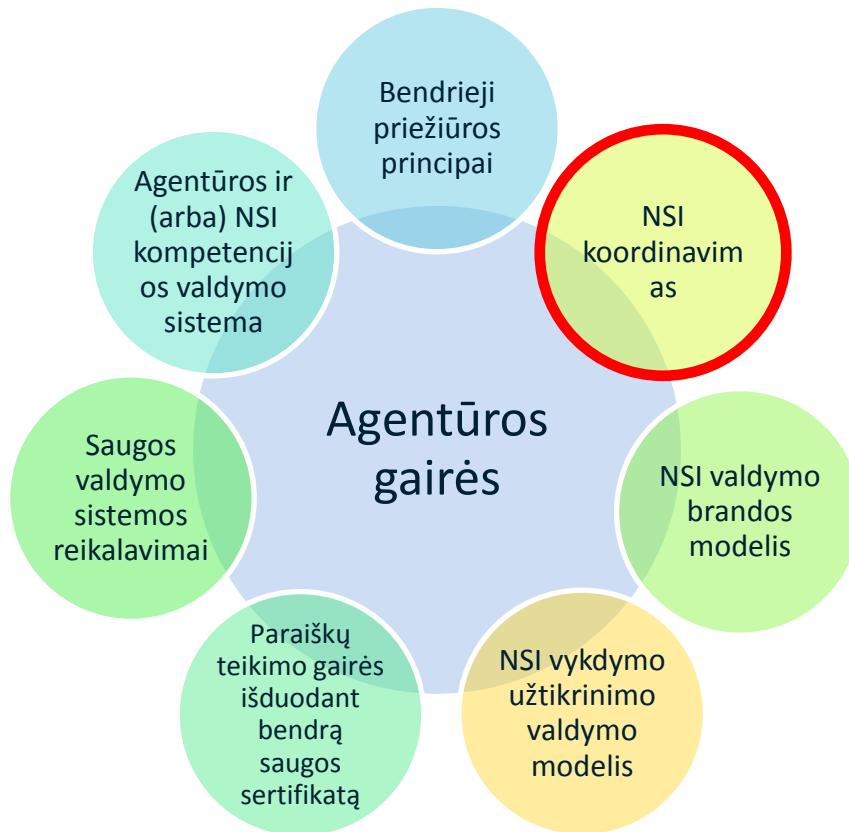 Bendrieji
priežiūros
principai
NSI
koordinavim
as
NSI valdymo
brandos
modelis
NSI vykdymo
užtikrinimo
valdymo
modelis
Paraiškų
teikimo gairės
išduodant
bendrą
saugos
sertifikatą
Saugos
valdymo
sistemos
reikalavimai
Agentūros ir
(arba) NSI
kompetencij
os valdymo
sistema
Agentūros
gairės